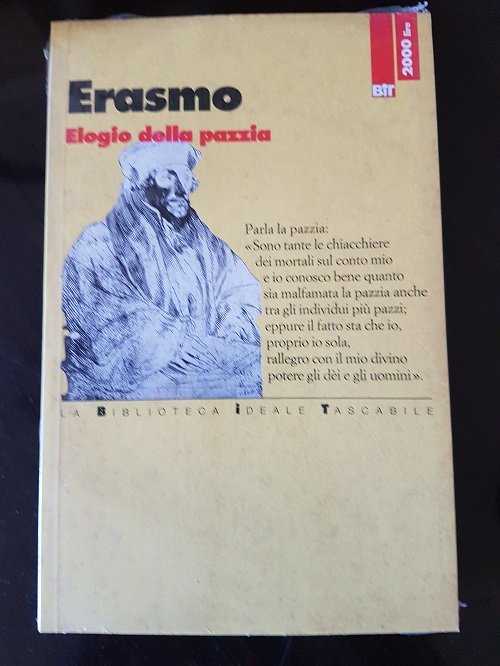 BIT
2000 lire
Erasmo
Elogio della pazzia
Parla la pazzia:
«Sono tante le chiacchiere
dei mortali sul conto mio
e io conosco bene quanto
sia malfamata la pazzia anche
tra gli individui più pazzi;
eppure il fatto sta che io,
proprio io sola,
rallegro con il mio divino
potere gli dèi e gli uomini».
LA BIBLIOTECA IDEALE TASCABILE